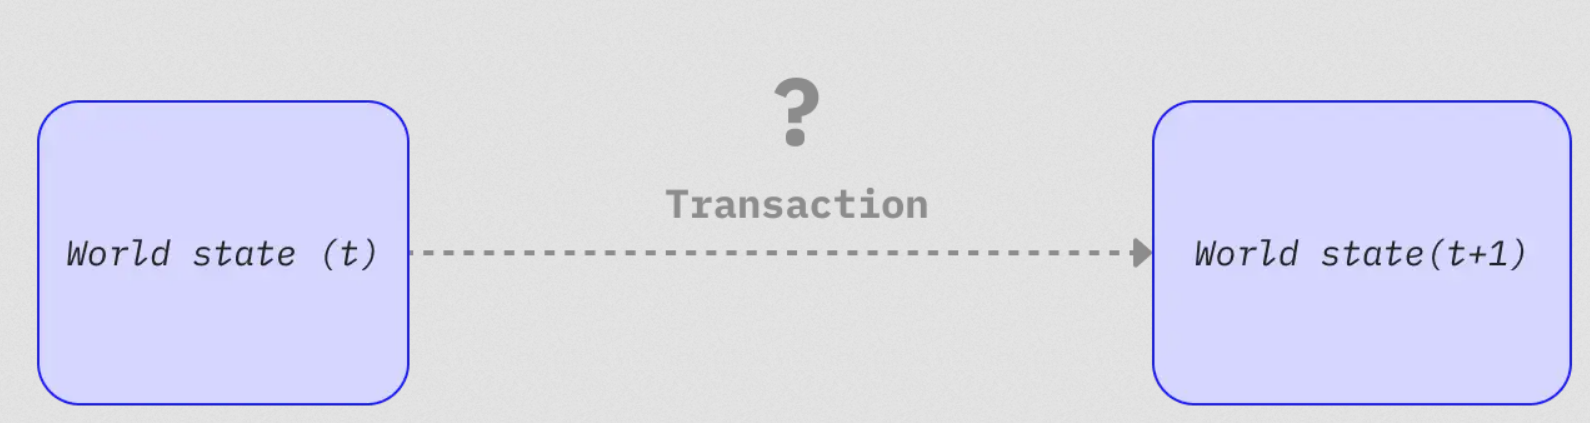 ?
Transaction
World state (t)
World state(t+1)